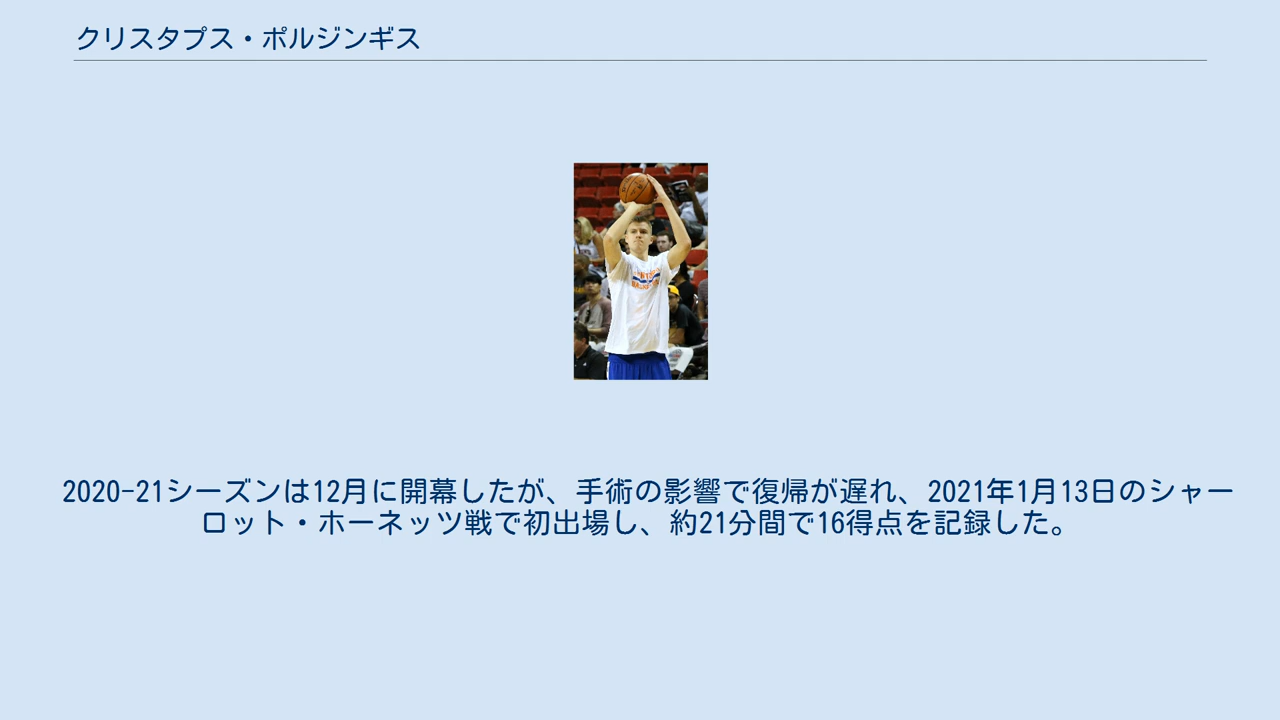 クリスタプス・ポルジンギス
2020-21シーズンは12月に開幕したが、手術の影響で復帰が遅れ、2021年1月13日のシャー
ロット・ホーネッツ戦で初出場し、約21分間で16得点を記録した。